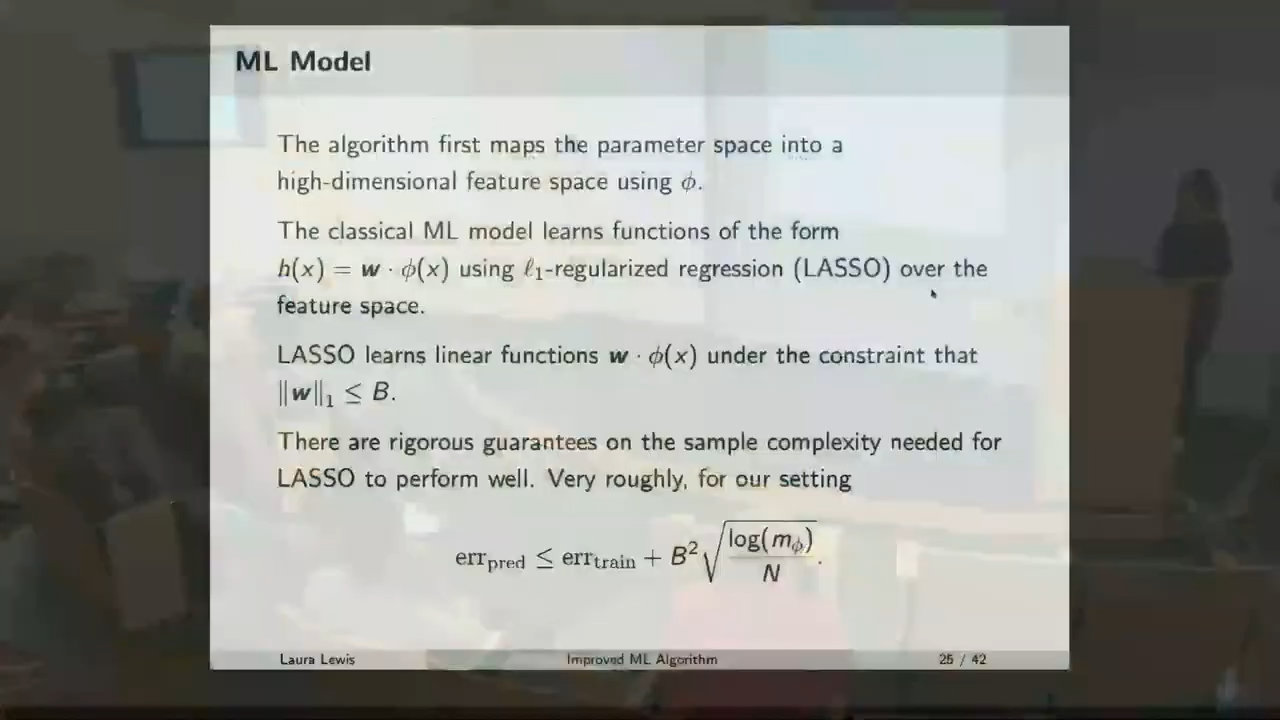 ML Model
The algorithm first maps the parameter space into a
high-dimensional feature space using ϕ.
The classical ML model learns functions of the form
h(x) = w · ϕ(x) using ℓ₁-regularized regression (LASSO) over the
feature space.
LASSO learns linear functions w · ϕ(x) under the constraint that
‖w‖₁ ≤ B.
There are rigorous guarantees on the sample complexity needed for
LASSO to perform well. Very roughly, for our setting
err_pred ≤ err_train + B² √(log(m_ϕ)/N).
Laura Lewis Improved ML Algorithm 25 / 42